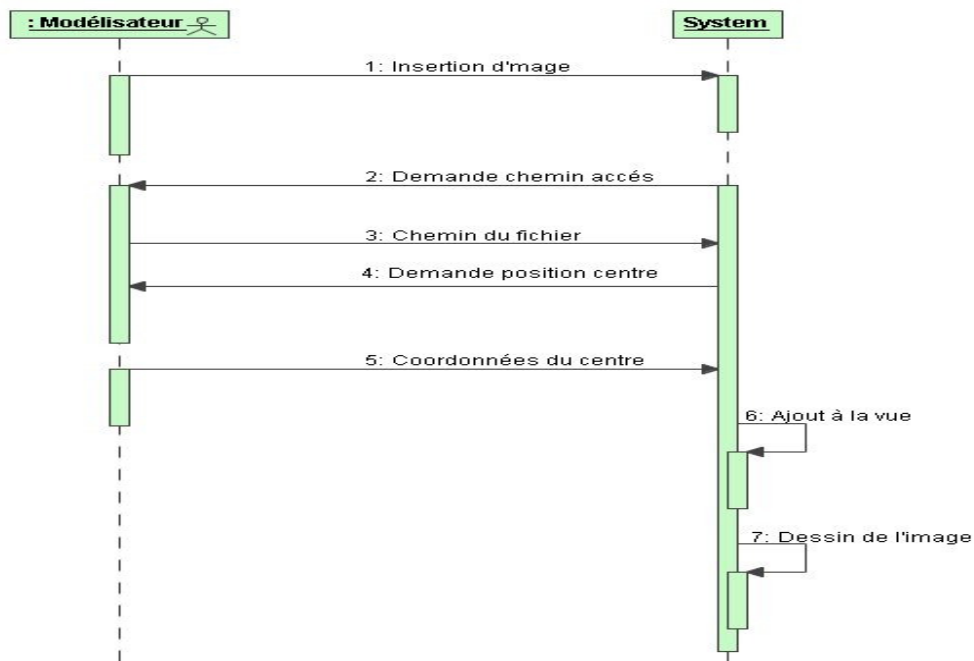 : Modélisateur
System
1: Insertion d'mage
2: Demande chemin accés
3: Chemin du fichier
4: Demande position centre
5: Coordonnées du centre
6: Ajout à la vue
7: Dessin de l'image